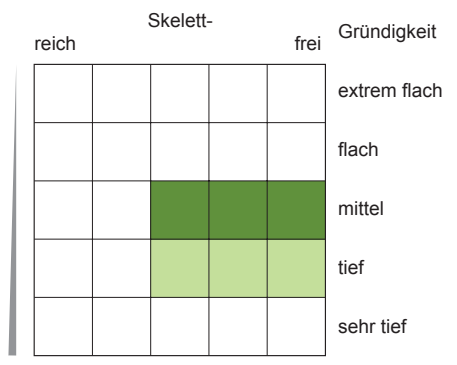 Skelett-
reich
frei
Gründigkeit
extrem flach
flach
mittel
tief
sehr tief